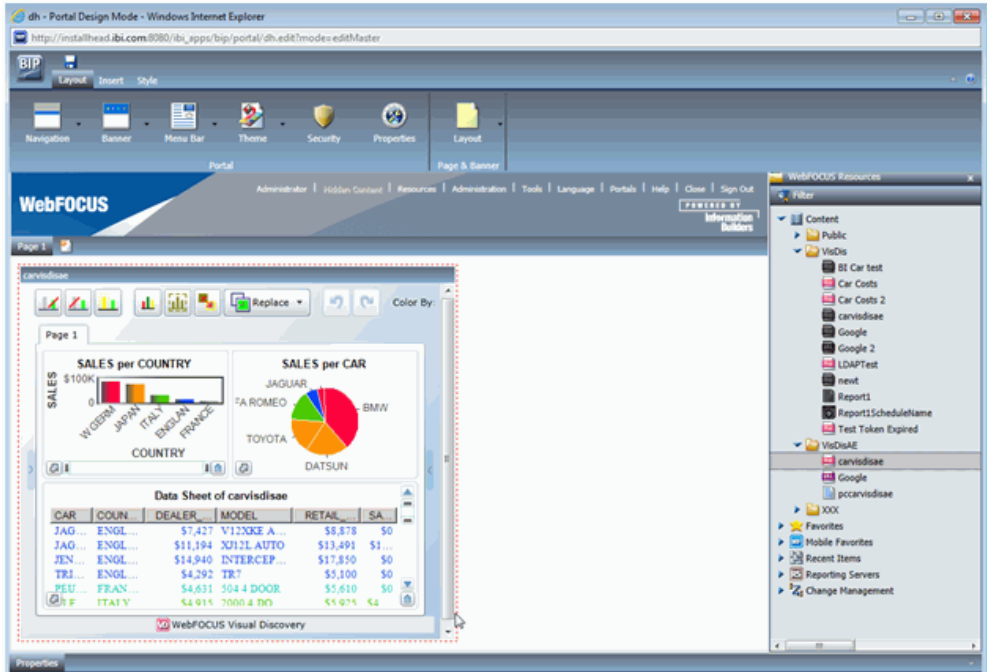 dh - Portal Design Mode - Windows Internet Explorer
http://installhead.ibi.com:8080/ibi_apps/bip/portal/dh.edit?mode=editMaster
BIP
Layout Insert Style
Navigation Banner Menu Bar Theme Security Properties Layout
Portal Page & Banner
WebFOCUS Resources x
Administrator | Hidden Content | Resources | Administration | Tools | Language | Portals | Help | Close | Sign Out
WebFOCUS
POWERED BY
Information
Builders
Filter
Page 1
Content
Public
VisDis
BI Car test
Car Costs
Car Costs 2
carvisdisae
Google
Google 2
LDAPTest
newt
Report1
Report1ScheduleName
Test Token Expired
VisDisAE
carvisdisae
Google
pccarvisdisae
XXX
Favorites
Mobile Favorites
Recent Items
Reporting Servers
Change Management
carvisdisae
Replace Color By:
Page 1
SALES per COUNTRY
SALES
$100K
0
W GERM JAPAN ITALY ENGLAN FRANCE
COUNTRY
SALES per CAR
JAGUAR
FA ROMEO
BMW
TOYOTA
DATSUN
Data Sheet of carvisdisae
CAR COUN... DEALER_... MODEL RETAIL_... SA...
JAG... ENGL... $7,427 V12XKE A... $8,878 $0
JAG... ENGL... $11,194 XJ12L AUTO $13,491 $1...
JEN... ENGL... $14,940 INTERCEP... $17,850 $0
TRI... ENGL... $4,292 TR7 $5,100 $0
PEU... FRAN... $4,631 504 4 DOOR $5,610 $0
ITALY $4,915 2000 4 DO... $5,925 $4...
WebFOCUS Visual Discovery
Properties